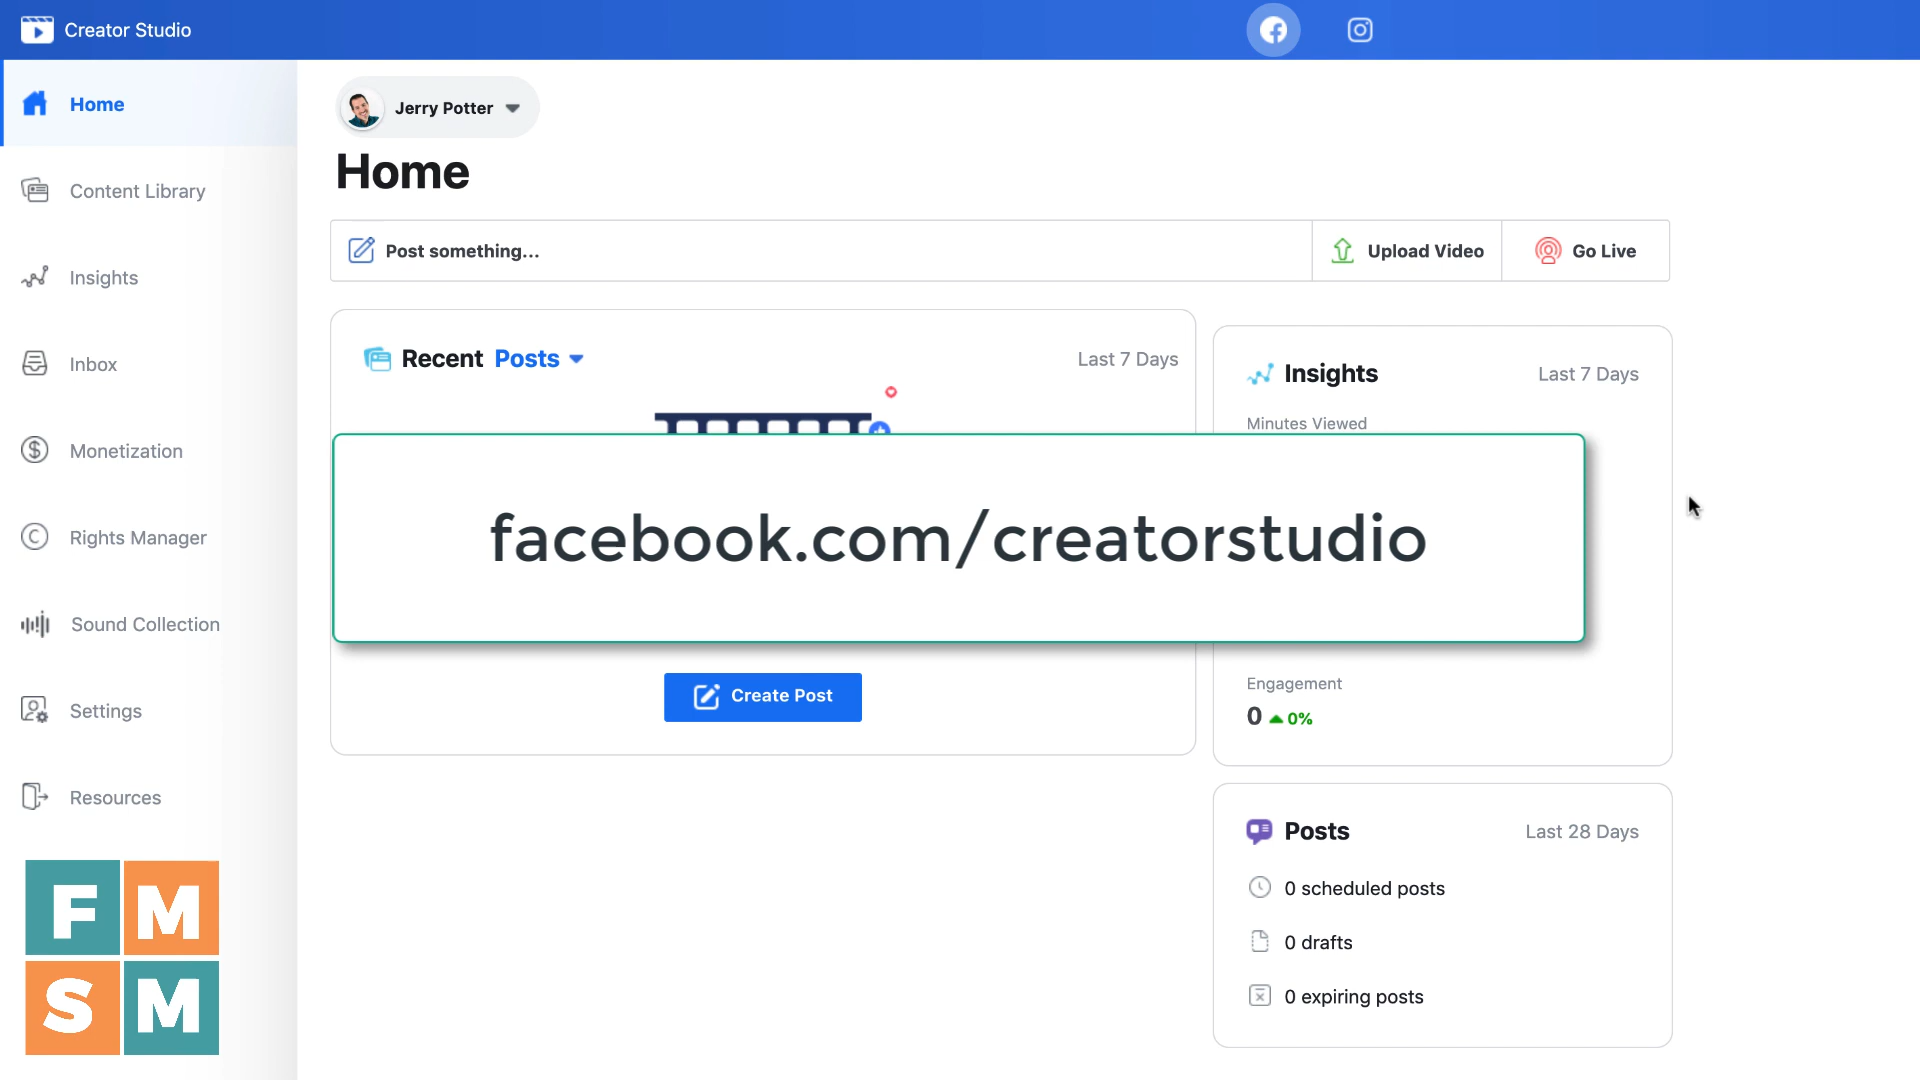 Creator Studio
Home
Content Library
Insights
Inbox
Monetization
Rights Manager
Sound Collection
Settings
Resources
F M
S M
Jerry Potter
Home
Post something...
Upload Video
Go Live
Recent Posts
Last 7 Days
facebook.com/creatorstudio
Create Post
Insights
Last 7 Days
Minutes Viewed
Engagement
0 0%
Posts
Last 28 Days
0 scheduled posts
0 drafts
0 expiring posts